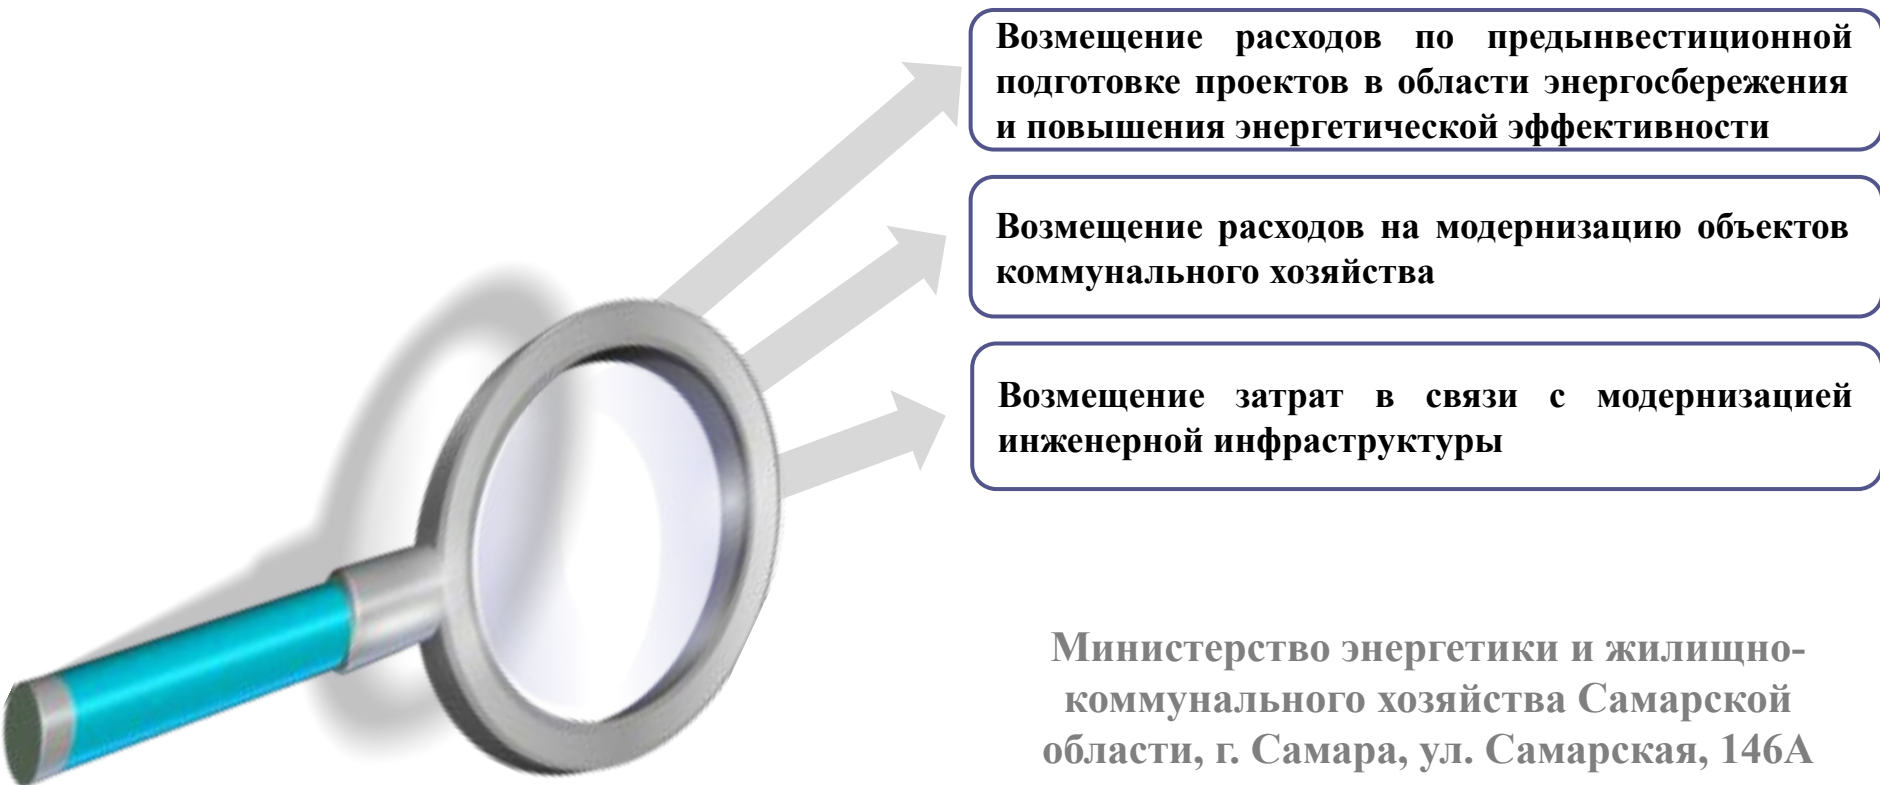 Возмещение расходов по предынвестиционной
подготовке проектов в области энергосбережения
и повышения энергетической эффективности
Возмещение расходов на модернизацию объектов
коммунального хозяйства
Возмещение затрат в связи с модернизацией
инженерной инфраструктуры
Министерство энергетики и жилищно-
коммунального хозяйства Самарской
области, г. Самара, ул. Самарская, 146А